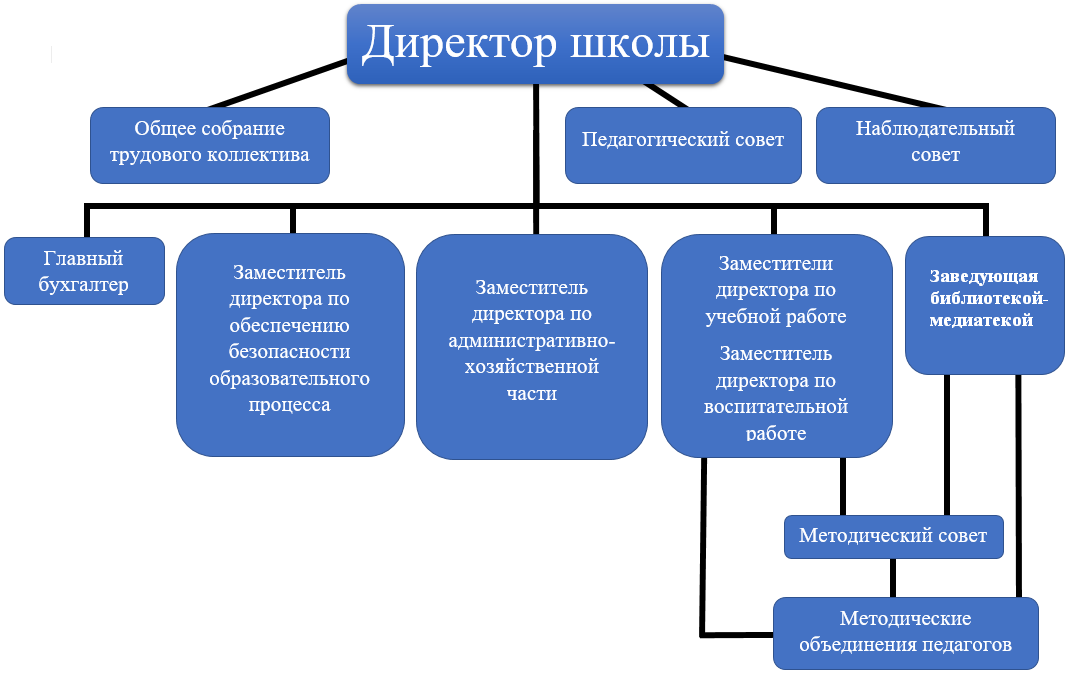 Директор школы
Общее собрание
трудового коллектива
Педагогический совет
Наблюдательный
совет
Главный
бухгалтер
Заместитель
директора по
обеспечению
безопасности
образовательного
процесса
Заместитель
директора по
административно-
хозяйственной
части
Заместители
директора по
учебной работе
Заместитель
директора по
воспитательной
работе
Заведующая
библиотекой-
медиатекой
Методический совет
Методические
объединения педагогов